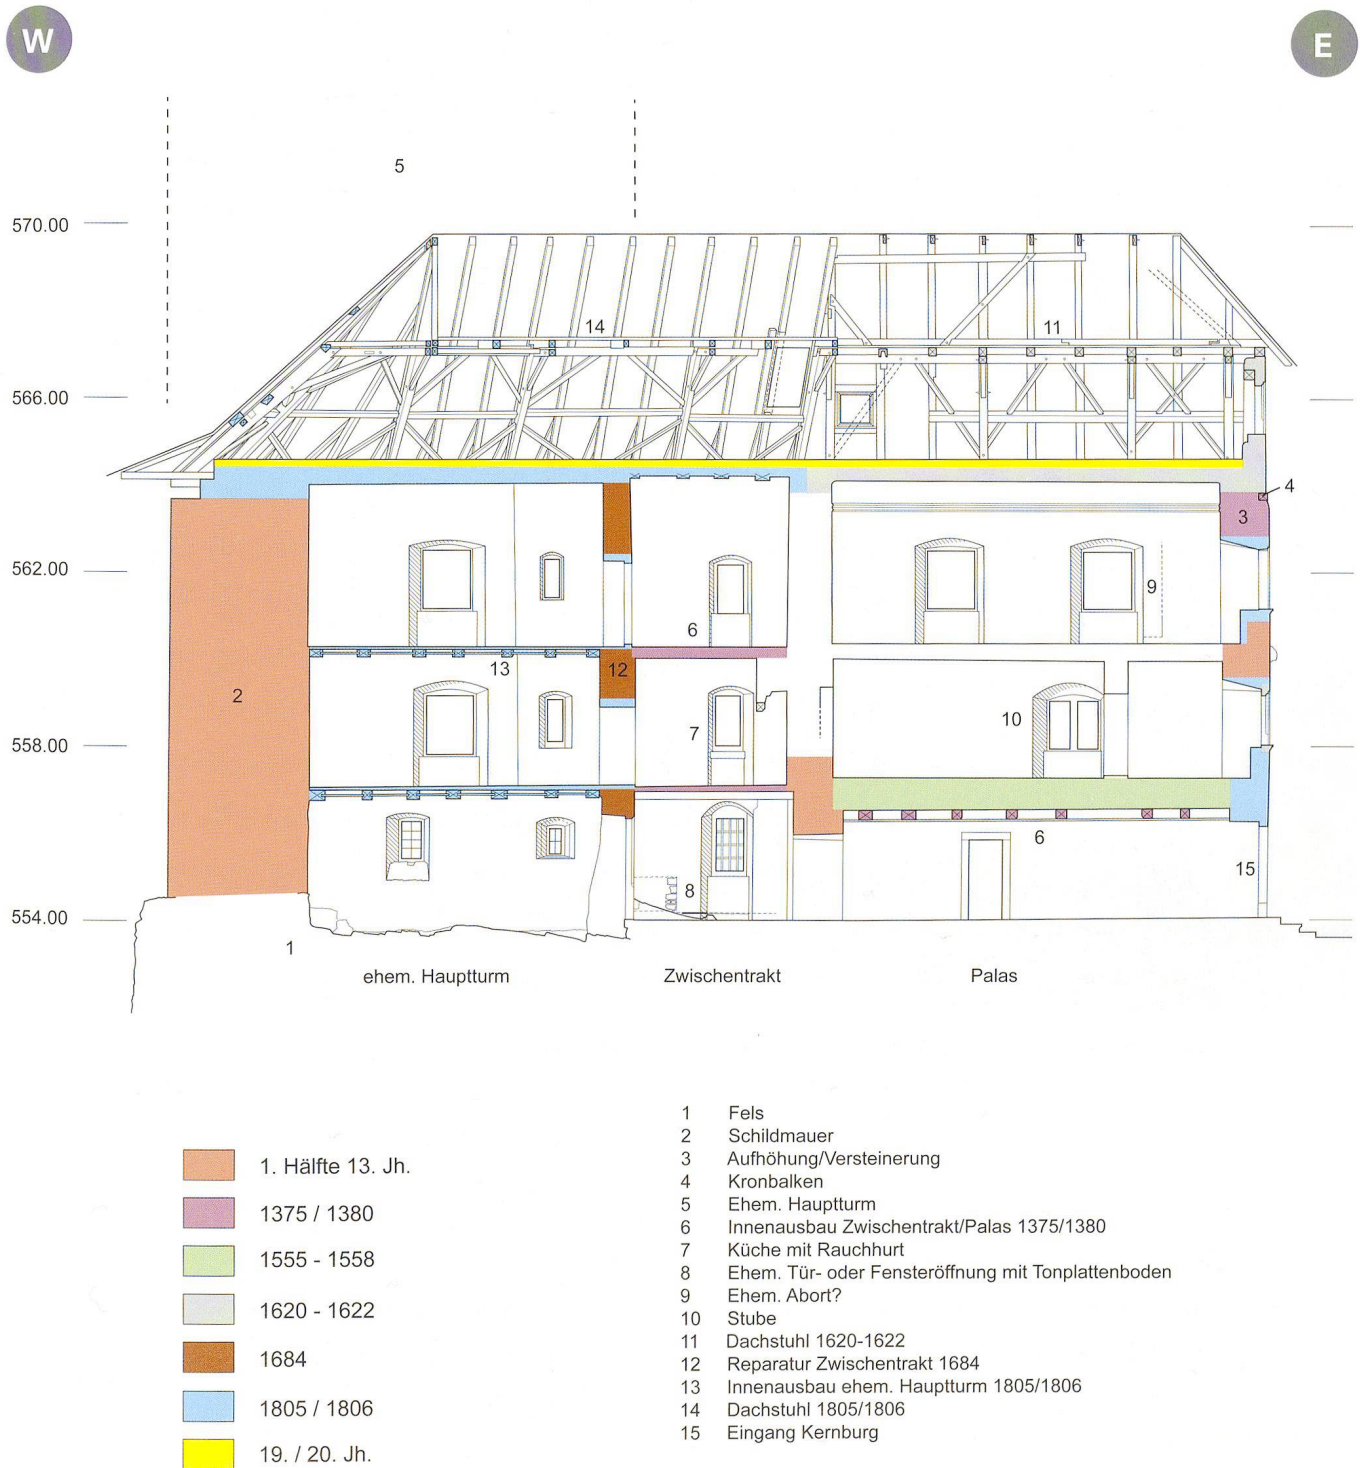 W
E
5
570.00
14
11
566.00
4
3
562.00
9
6
13
12
2
10
7
558.00
6
15
8
554.00
1
ehem. Hauptturm
Zwischentrakt
Palas
1. Hälfte 13. Jh.
1375 / 1380
1555 - 1558
1620 - 1622
1684
1805 / 1806
19. / 20. Jh.
1 Fels
2 Schildmauer
3 Aufhöhung/Versteinerung
4 Kronbalken
5 Ehem. Hauptturm
6 Innenausbau Zwischentrakt/Palas 1375/1380
7 Küche mit Rauchhurt
8 Ehem. Tür- oder Fensteröffnung mit Tonplattenboden
9 Ehem. Abort?
10 Stube
11 Dachstuhl 1620-1622
12 Reparatur Zwischentrakt 1684
13 Innenausbau ehem. Hauptturm 1805/1806
14 Dachstuhl 1805/1806
15 Eingang Kernburg